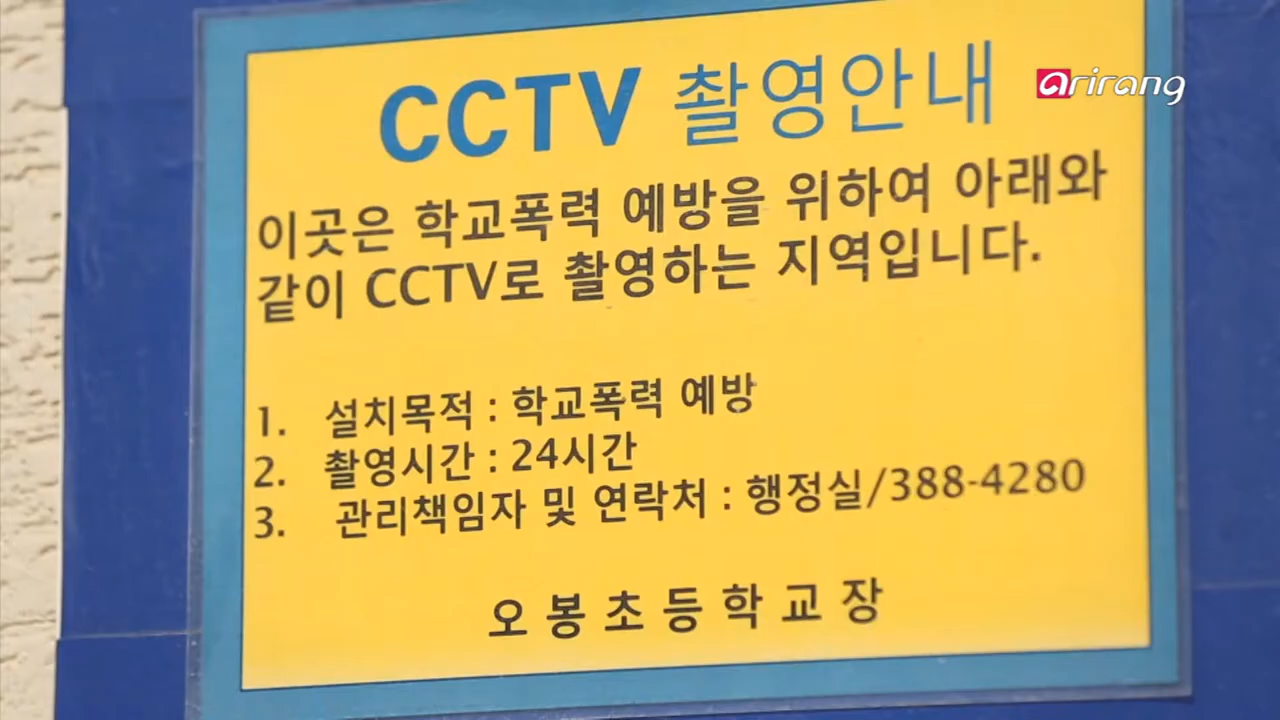 arirang
CCTV 촬영안내
이곳은 학교폭력 예방을 위하여 아래와
같이 CCTV로 촬영하는 지역입니다.
1. 설치목적 : 학교폭력 예방
2. 촬영시간 : 24시간
3. 관리책임자 및 연락처 : 행정실/388-4280
오봉초등학교장